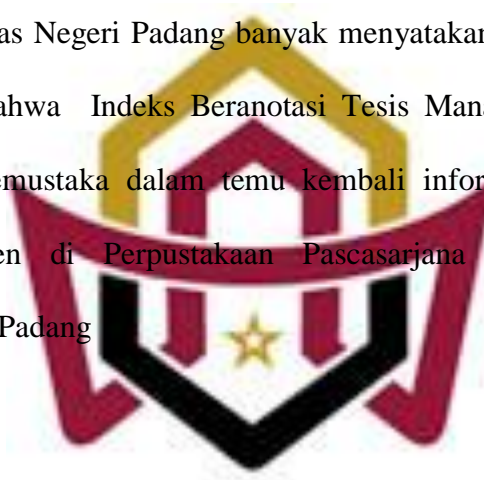 as Negeri Padang banyak menyatakan
ahwa Indeks Beranotasi Tesis Mana
emustaka dalam temu kembali infor
en di Perpustakaan Pascasarjana
Padang